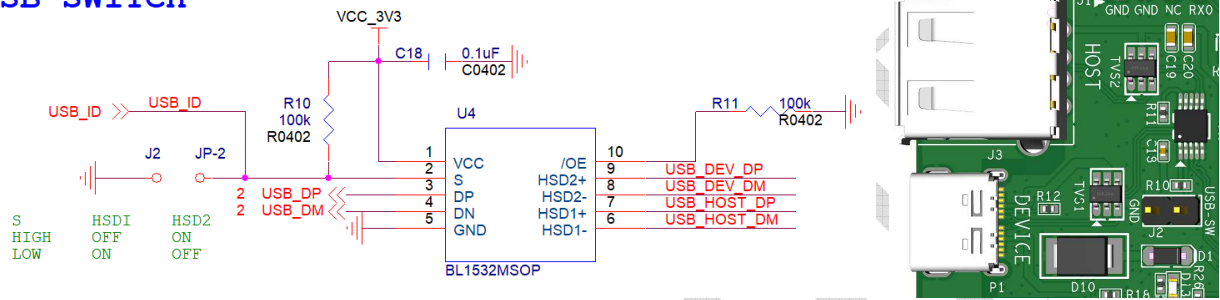 SB SWITCH
VCC_3V3
C18 0.1uF
C0402
USB_ID USB_ID
R10
100k
R0402
U4
R11 100k
R0402
J2 JP-2
1 VCC /OE 10
2 S HSD2+ 9 USB_DEV_DP
2 USB_DP 3 DP HSD2- 8 USB_DEV_DM
2 USB_DM 4 DN HSD1+ 7 USB_HOST_DP
5 GND HSD1- 6 USB_HOST_DM
BL1532MSOP
S HSDI HSD2
HIGH OFF ON
LOW ON OFF
J1 GND GND NC RX0
HOST
TVS2
C19
C20
R11
C18
J3
R10
TVS1
R12
DEVICE
GND
J2
USB-SW
P1
D10
D1
R18
D13
R26